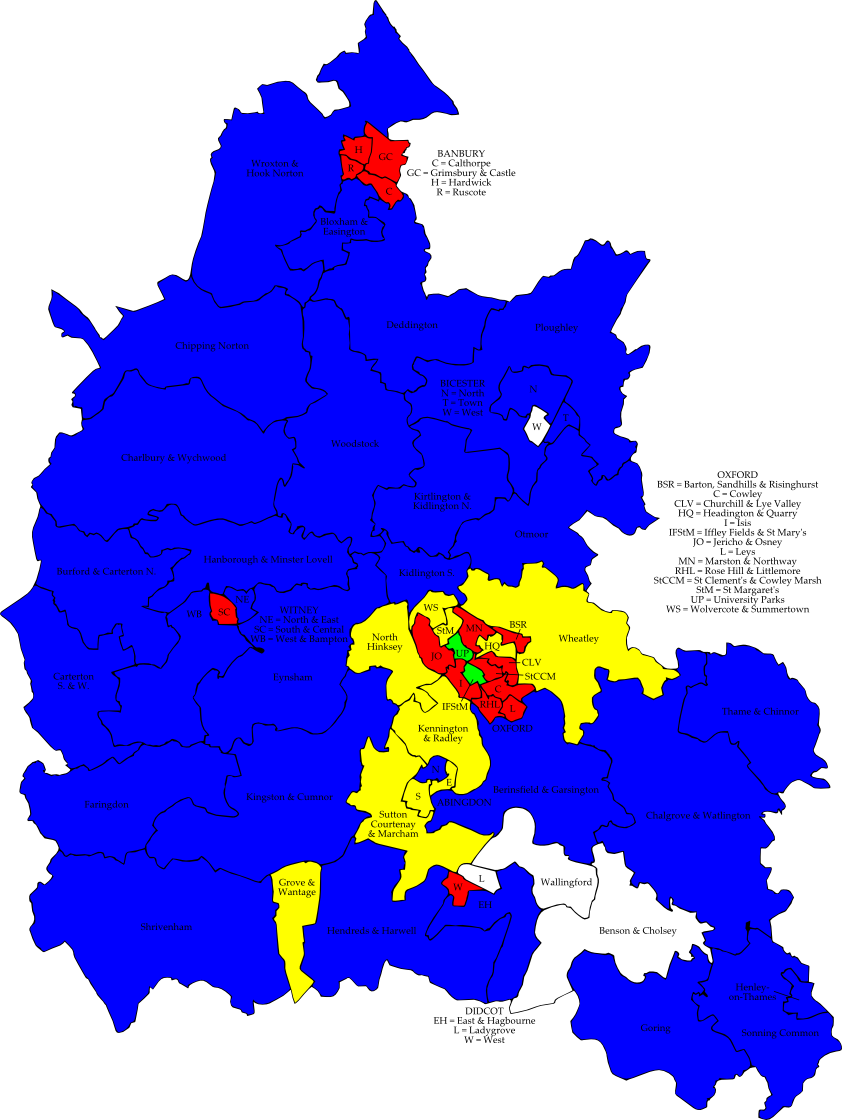 Wroxton &
Hook Norton
H
GC
R
C
BANBURY
C = Calthorpe
GC = Grimsbury & Castle
H = Hardwick
R = Ruscote
Bloxham &
Easington
Deddington
Ploughley
Chipping Norton
BICESTER
N = North
T = Town
W = West
N
T
W
Woodstock
Charlbury & Wychwood
Kirtlington &
Kidlington N.
Otmoor
OXFORD
BSR = Barton, Sandhills & Risinghurst
C = Cowley
CLV = Churchill & Lye Valley
HQ = Headington & Quarry
I = Isis
IFStM = Iffley Fields & St Mary's
JO = Jericho & Osney
L = Leys
MN = Marston & Northway
RHL = Rose Hill & Littlemore
StCCM = St Clement's & Cowley Marsh
StM = St Margaret's
UP = University Parks
WS = Wolvercote & Summertown
Hanborough & Minster Lovell
Burford & Carterton N.
Kidlington S.
NE
SC
WB
WITNEY
NE = North & East
SC = South & Central
WB = West & Bampton
WS
StM
MN
BSR
HQ
UP
JO
CLV
StCCM
I
C
IFStM
RHL
L
OXFORD
North
Hinksey
Wheatley
Carterton
S. & W.
Eynsham
Thame & Chinnor
Kennington
& Radley
N
E
S
ABINGDON
Berinsfield & Garsington
Faringdon
Kingston & Cumnor
Sutton
Courtenay
& Marcham
Chalgrove & Watlington
Grove &
Wantage
L
W
EH
Wallingford
Shrivenham
Hendreds & Harwell
Benson & Cholsey
Henley-
on-Thames
DIDCOT
EH = East & Hagbourne
L = Ladygrove
W = West
Goring
Sonning Common